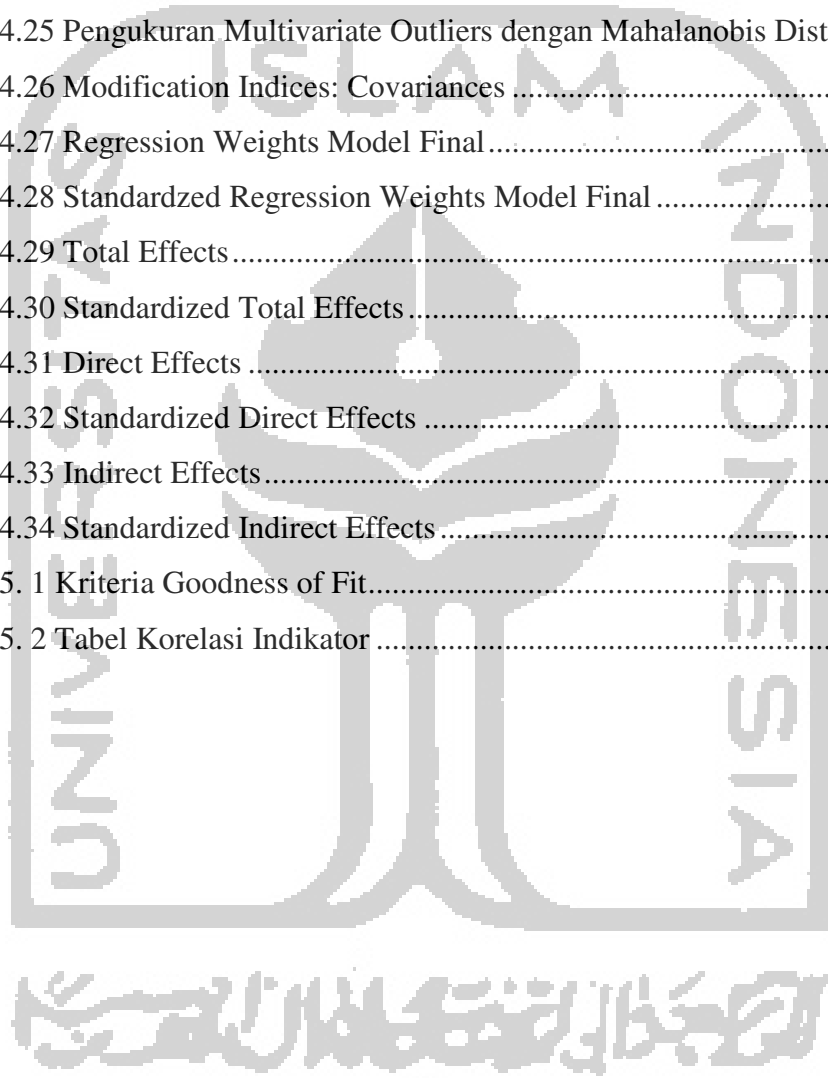 4.25 Pengukuran Multivariate Outliers dengan Mahalanobis Dist
4.26 Modification Indices: Covariances ........................................
4.27 Regression Weights Model Final ...........................................
4.28 Standardzed Regression Weights Model Final .....................
4.29 Total Effects ..........................................................................
4.30 Standardized Total Effects ....................................................
4.31 Direct Effects .......................................................................
4.32 Standardized Direct Effects ..................................................
4.33 Indirect Effects ......................................................................
4.34 Standardized Indirect Effects ................................................
5. 1 Kriteria Goodness of Fit ........................................................
5. 2 Tabel Korelasi Indikator .......................................................
UNIVERSITAS
ISLAM
INDONESIA